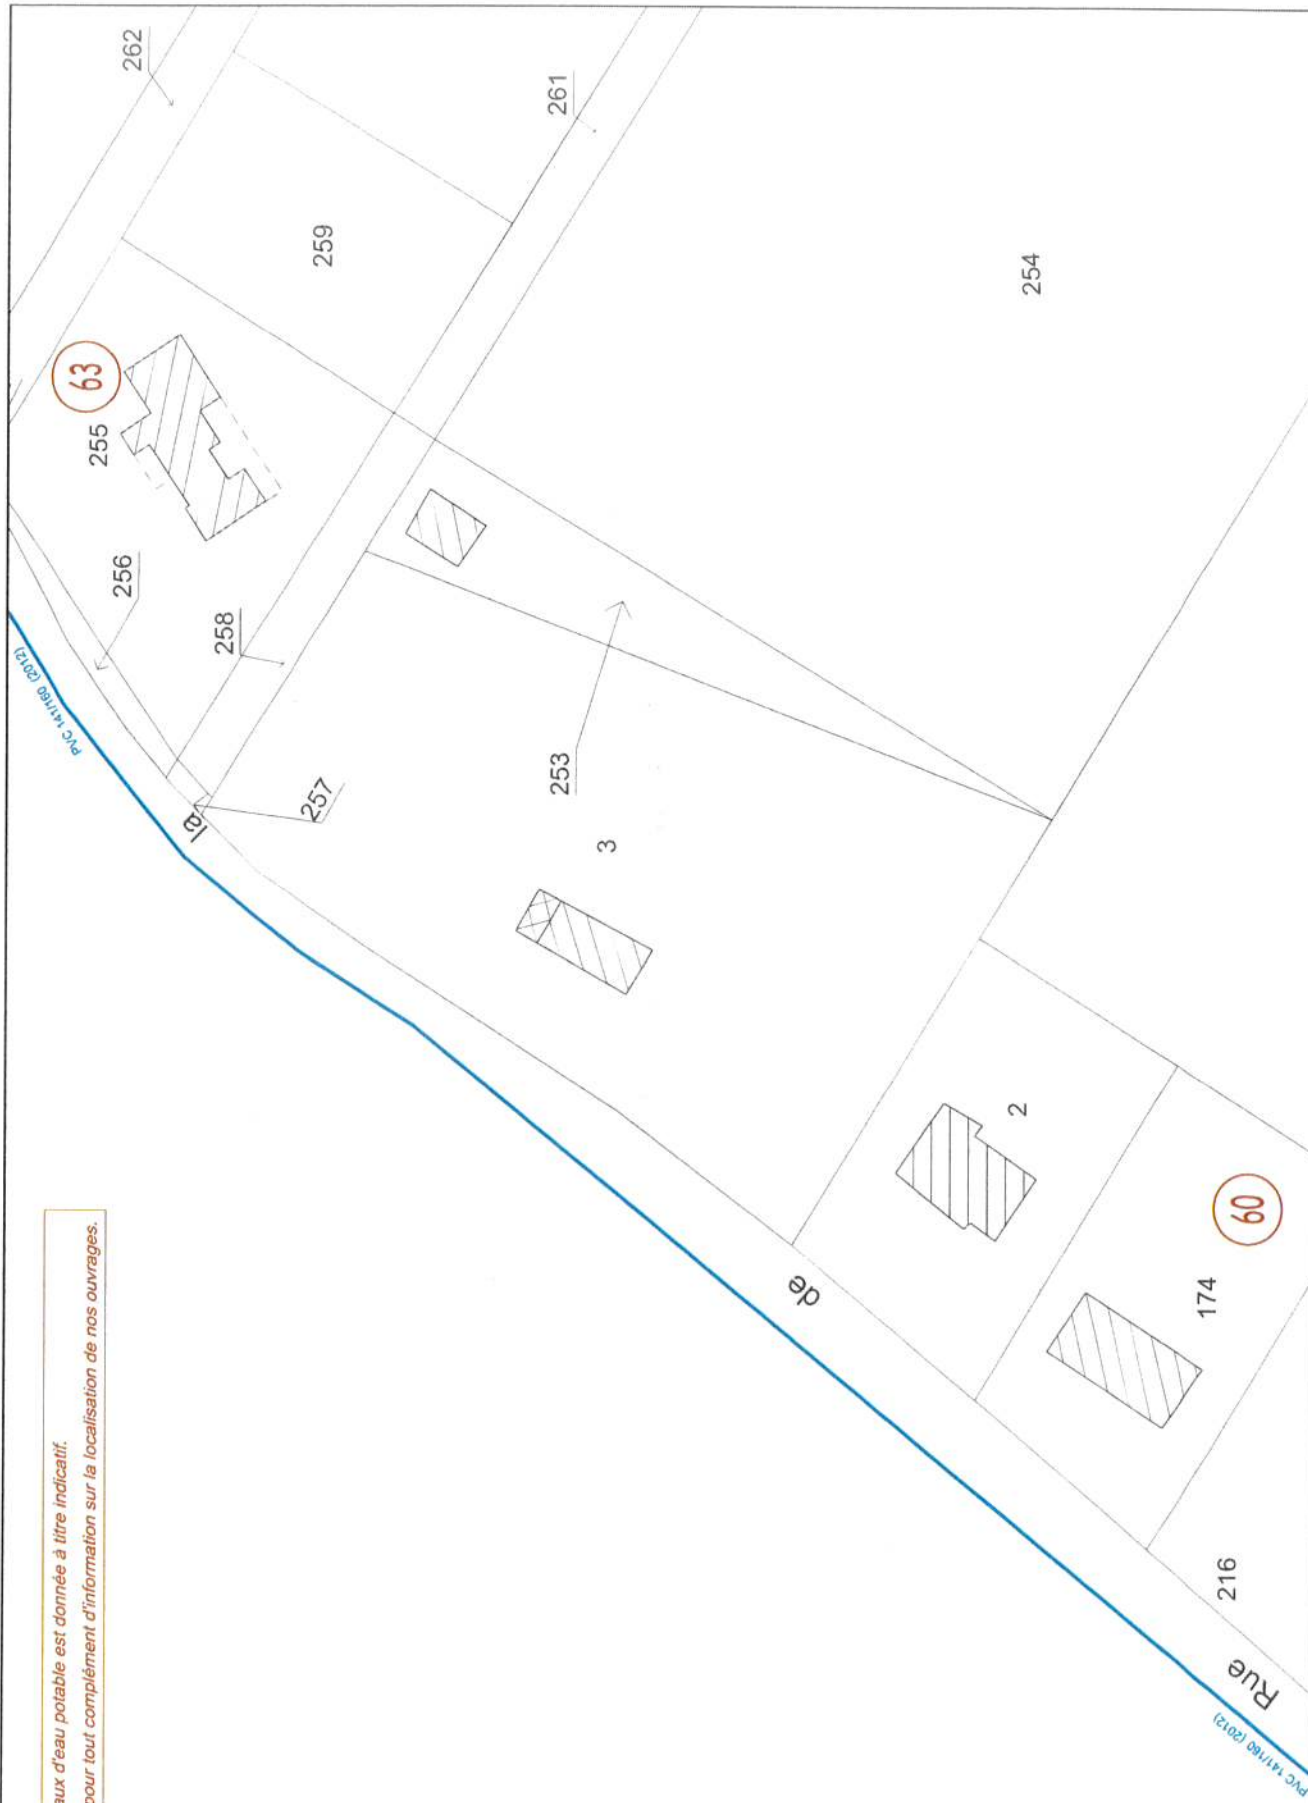 aux d'eau potable est donnée à titre indicatif.
pour tout complément d'information sur la localisation de nos ouvrages.
262
261
259
254
63
255
256
258
PVC 141/160 (2012)
257
la
253
3
2
60
de
174
216
Rue
PVC 141/160 (2012)